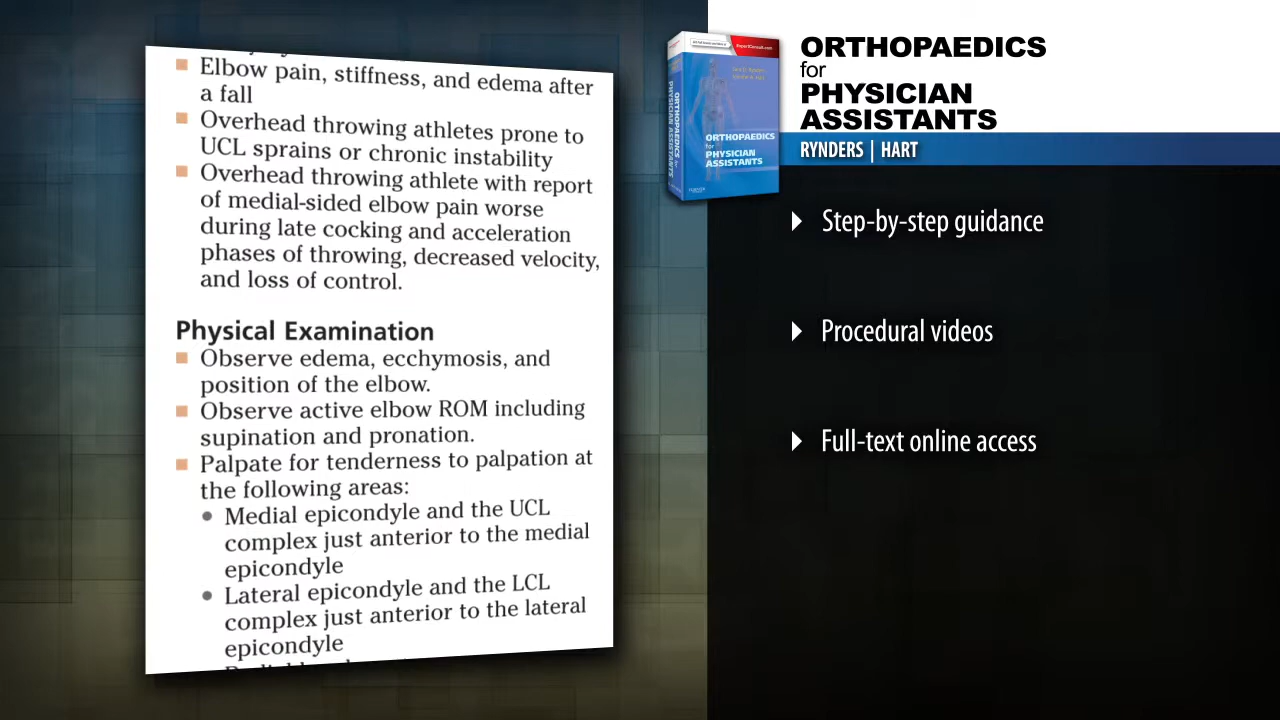 Elbow pain, stiffness, and edema after
a fall
Overhead throwing athletes prone to
UCL sprains or chronic instability
Overhead throwing athlete with report
of medial-sided elbow pain worse
during late cocking and acceleration
phases of throwing, decreased velocity,
and loss of control.
Physical Examination
Observe edema, ecchymosis, and
position of the elbow.
Observe active elbow ROM including
supination and pronation.
Palpate for tenderness to palpation at
the following areas:
Medial epicondyle and the UCL
complex just anterior to the medial
epicondyle
Lateral epicondyle and the LCL
complex just anterior to the lateral
epicondyle
ORTHOPAEDICS
for
PHYSICIAN
ASSISTANTS
ORTHOPAEDICS for
PHYSICIAN ASSISTANTS
ORTHOPAEDICS
for
PHYSICIAN
ASSISTANTS
RYNDERS | HART
Step-by-step guidance
Procedural videos
Full-text online access